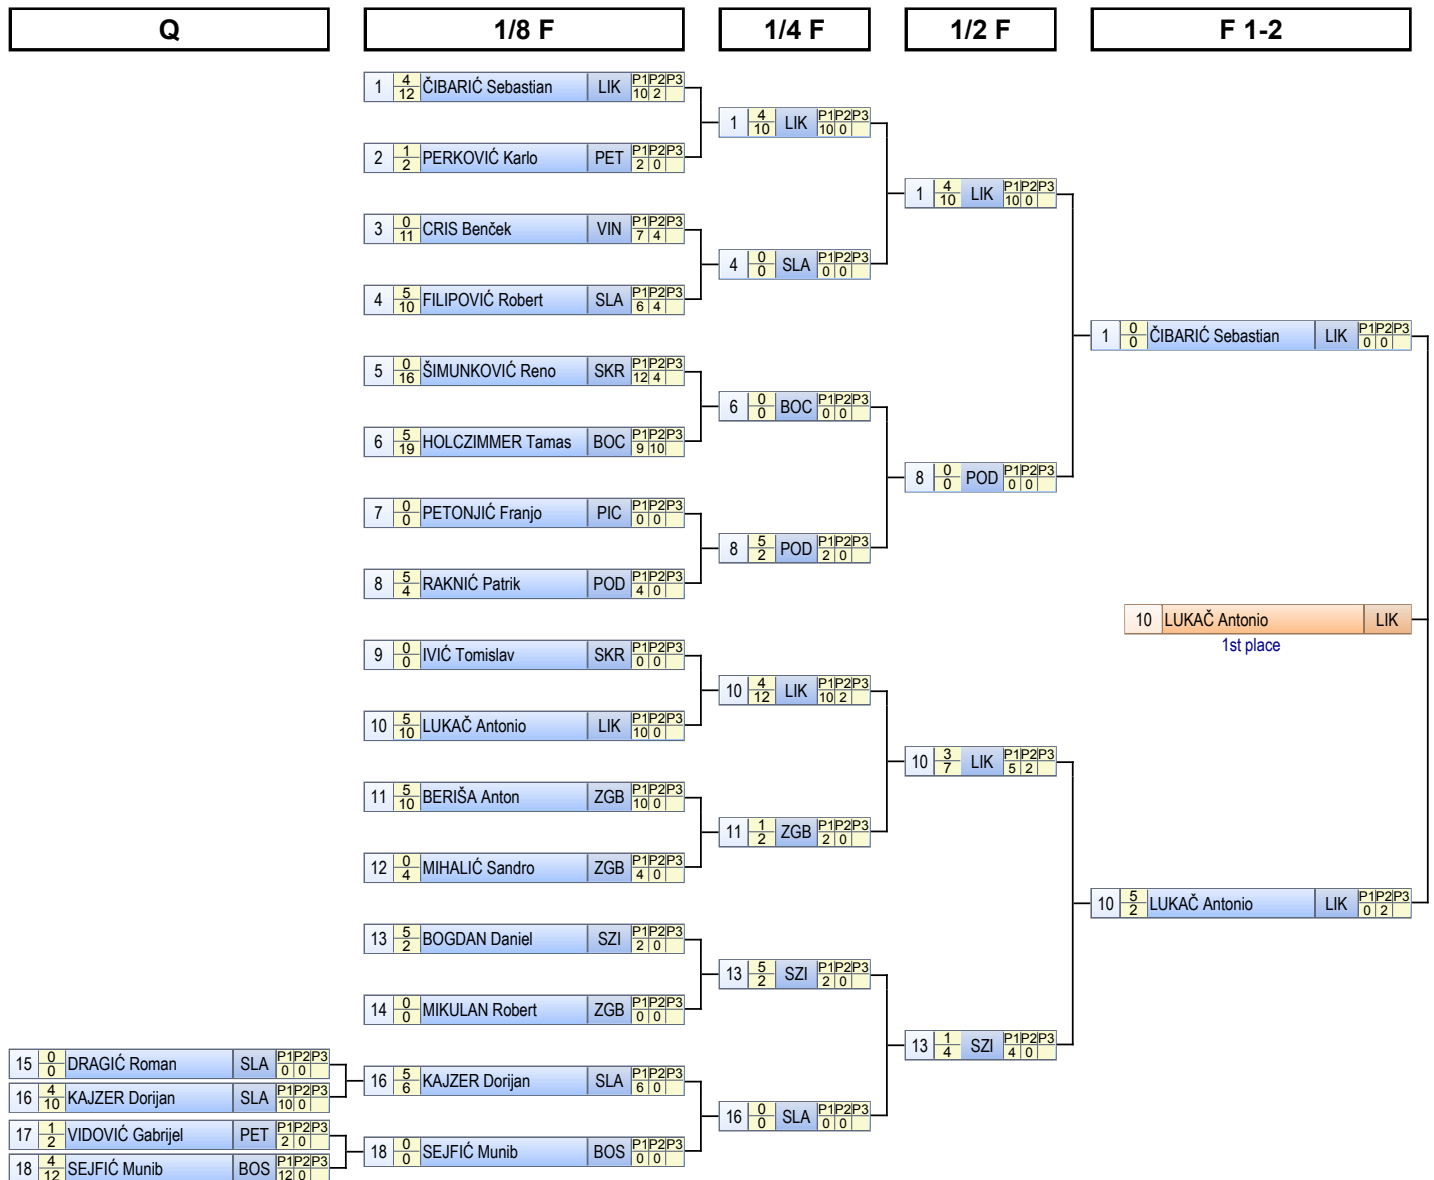 Q 1/8 F 1/4 F 1/2 F F 1-2
1 4 12 ČIBARIĆ Sebastian LIK P1 P2 P3 10 2
1 4 10 LIK P1 P2 P3 10 0
2 1 2 PERKOVIĆ Karlo PET P1 P2 P3 2 0
1 4 10 LIK P1 P2 P3 10 0
3 0 11 CRIS Benček VIN P1 P2 P3 7 4
4 0 0 SLA P1 P2 P3 0 0
4 5 10 FILIPOVIĆ Robert SLA P1 P2 P3 6 4
1 0 0 ČIBARIĆ Sebastian LIK P1 P2 P3 0 0
5 0 16 ŠIMUNKOVIĆ Reno SKR P1 P2 P3 12 4
6 0 0 BOC P1 P2 P3 0 0
6 5 19 HOLCZIMMER Tamas BOC P1 P2 P3 9 10
8 0 0 POD P1 P2 P3 0 0
7 0 0 PETONJIĆ Franjo PIC P1 P2 P3 0 0
8 5 2 POD P1 P2 P3 2 0
8 5 4 RAKNIĆ Patrik POD P1 P2 P3 4 0
10 LUKAČ Antonio LIK
1st place
9 0 0 IVIĆ Tomislav SKR P1 P2 P3 0 0
10 4 12 LIK P1 P2 P3 10 2
10 5 10 LUKAČ Antonio LIK P1 P2 P3 10 0
10 3 7 LIK P1 P2 P3 5 2
11 5 10 BERIŠA Anton ZGB P1 P2 P3 10 0
11 1 2 ZGB P1 P2 P3 2 0
12 0 4 MIHALIĆ Sandro ZGB P1 P2 P3 4 0
10 5 2 LUKAČ Antonio LIK P1 P2 P3 0 2
13 5 2 BOGDAN Daniel SZI P1 P2 P3 2 0
13 5 2 SZI P1 P2 P3 2 0
14 0 0 MIKULAN Robert ZGB P1 P2 P3 0 0
13 1 4 SZI P1 P2 P3 4 0
15 0 0 DRAGIĆ Roman SLA P1 P2 P3 0 0
16 5 6 KAJZER Dorijan SLA P1 P2 P3 6 0
16 4 10 KAJZER Dorijan SLA P1 P2 P3 10 0
16 0 0 SLA P1 P2 P3 0 0
17 1 2 VIDOVIĆ Gabrijel PET P1 P2 P3 2 0
18 0 0 SEJFIĆ Munib BOS P1 P2 P3 0 0
18 4 12 SEJFIĆ Munib BOS P1 P2 P3 12 0